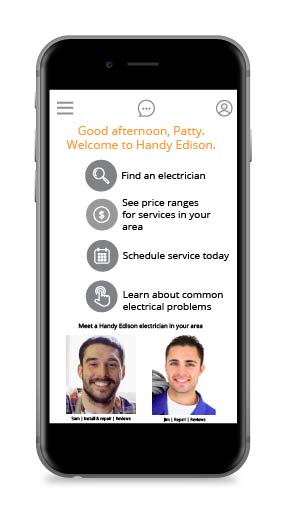 Good afternoon, Patty.
Welcome to Handy Edison.
Find an electrician
$
See price ranges
for services in your
area
Schedule service today
Learn about common
electrical problems
Meet a Handy Edison electrician in your area
Sam | Install & repair | Reviews
Jim | Repair | Reviews